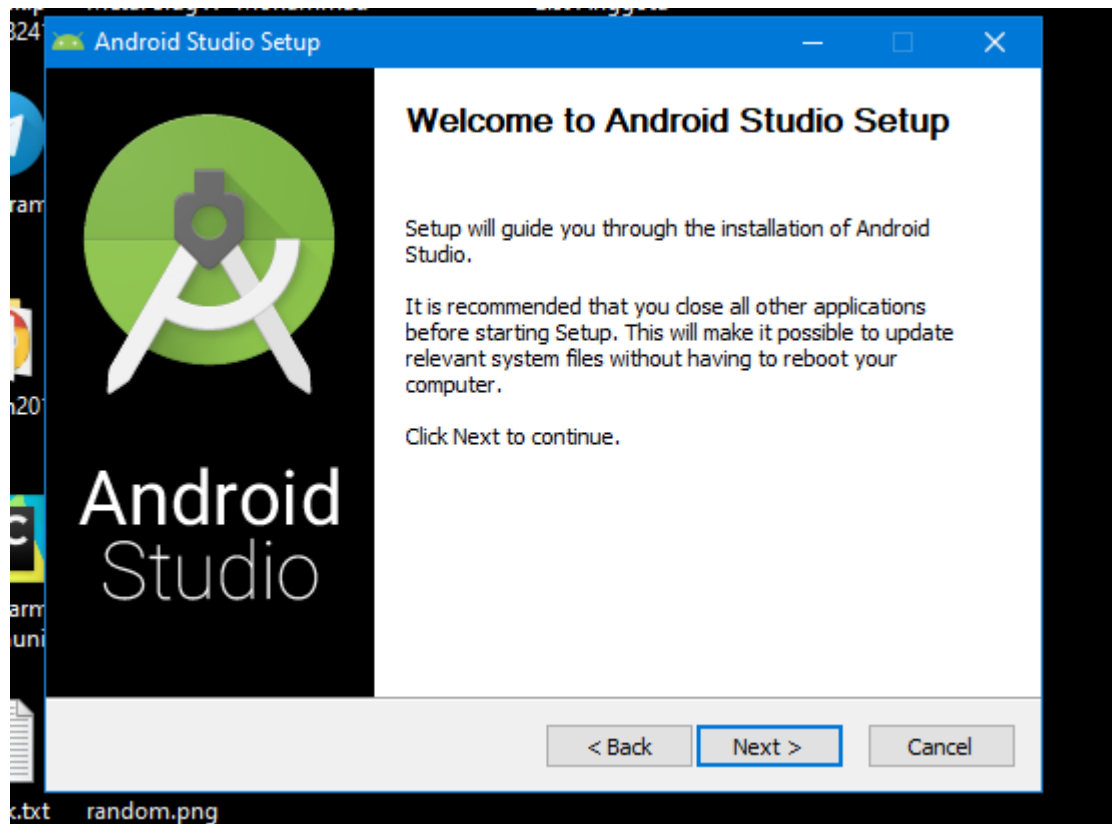 324
Android Studio Setup
Welcome to Android Studio Setup
Setup will guide you through the installation of Android
Studio.
It is recommended that you close all other applications
before starting Setup. This will make it possible to update
relevant system files without having to reboot your
computer.
Click Next to continue.
Android
Studio
< Back Next > Cancel
random.png